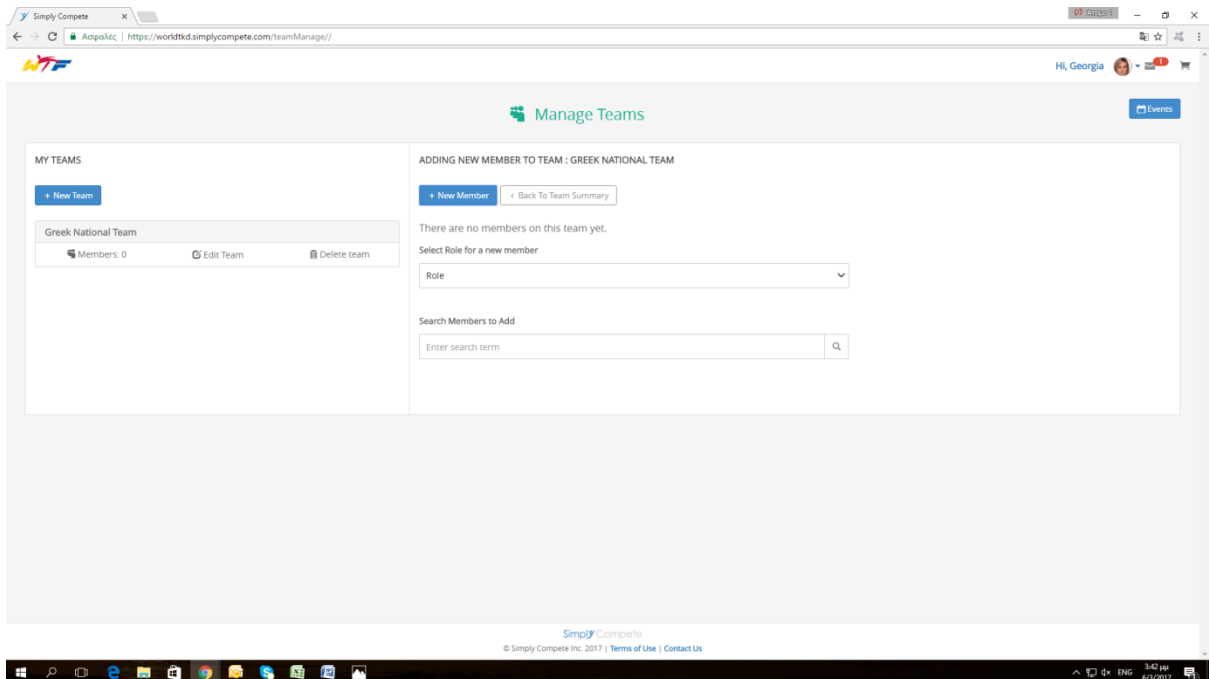 Simply Compete
Ασφαλές | https://worldtkd.simplycompete.com/teamManage//
WTF
Hi, Georgia
1
Manage Teams
Events
MY TEAMS
+ New Team
Greek National Team
Members: 0
Edit Team
Delete team
ADDING NEW MEMBER TO TEAM : GREEK NATIONAL TEAM
+ New Member
Back To Team Summary
There are no members on this team yet.
Select Role for a new member
Role
Search Members to Add
Enter search term
Simply Compete
© Simply Compete Inc. 2017 | Terms of Use | Contact Us
ENG
3:42 μμ
6/3/2017